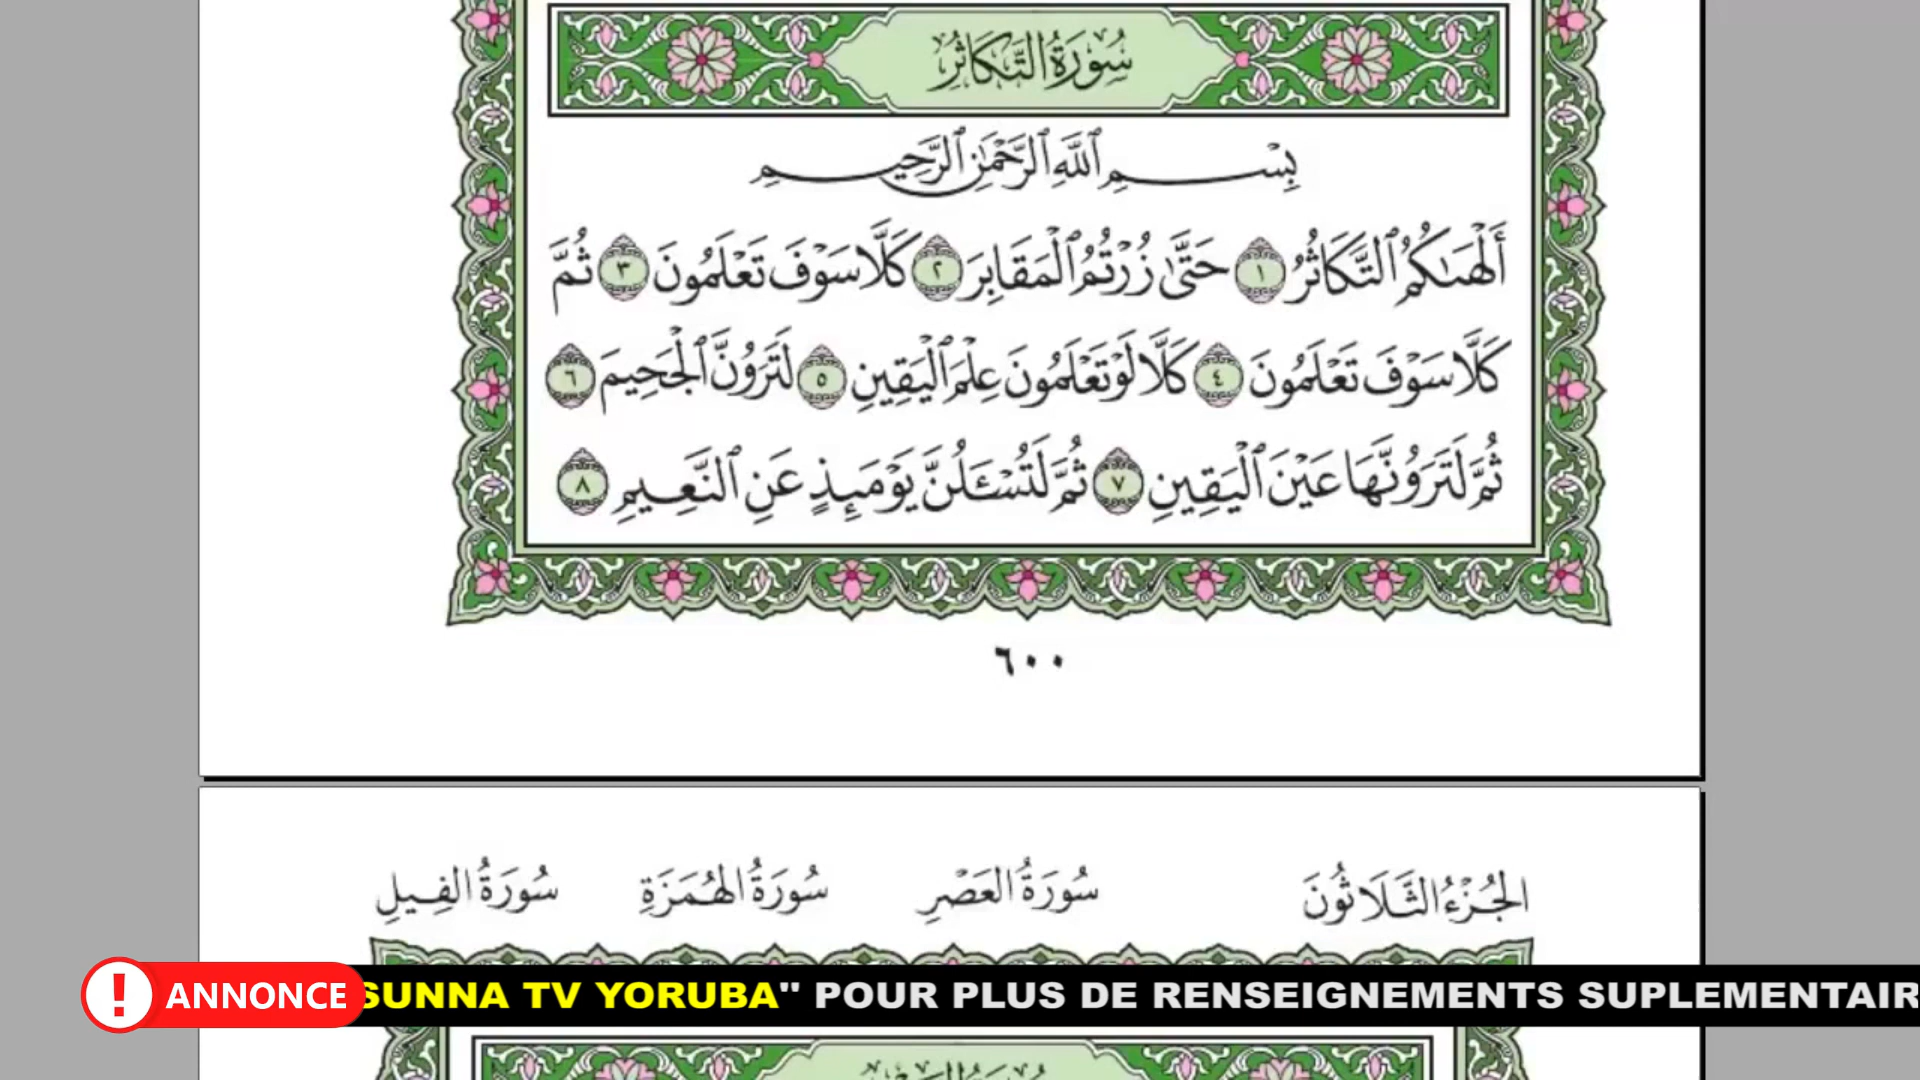 سُورَةُ التَّكَاثُرِ
بِسْمِ ٱللَّهِ ٱلرَّحْمَٰنِ ٱلرَّحِيمِ
أَلْهَىٰكُمُ ٱلتَّكَاثُرُ ١ حَتَّىٰ زُرْتُمُ ٱلْمَقَابِرَ ٢ كَلَّا سَوْفَ تَعْلَمُونَ ٣ ثُمَّ
كَلَّا سَوْفَ تَعْلَمُونَ ٤ كَلَّا لَوْ تَعْلَمُونَ عِلْمَ ٱلْيَقِينِ ٥ لَتَرَوُنَّ ٱلْجَحِيمَ ٦
ثُمَّ لَتَرَوُنَّهَا عَيْنَ ٱلْيَقِينِ ٧ ثُمَّ لَتُسْـَٔلُنَّ يَوْمَئِذٍ عَنِ ٱلنَّعِيمِ ٨
٦٠٠
الجُزْءُ الثَّلَاثُونَ سُورَةُ العَصْرِ سُورَةُ الهُمَزَةِ سُورَةُ الفِيلِ
ANNONCE SUNNA TV YORUBA" POUR PLUS DE RENSEIGNEMENTS SUPLEMENTAIR